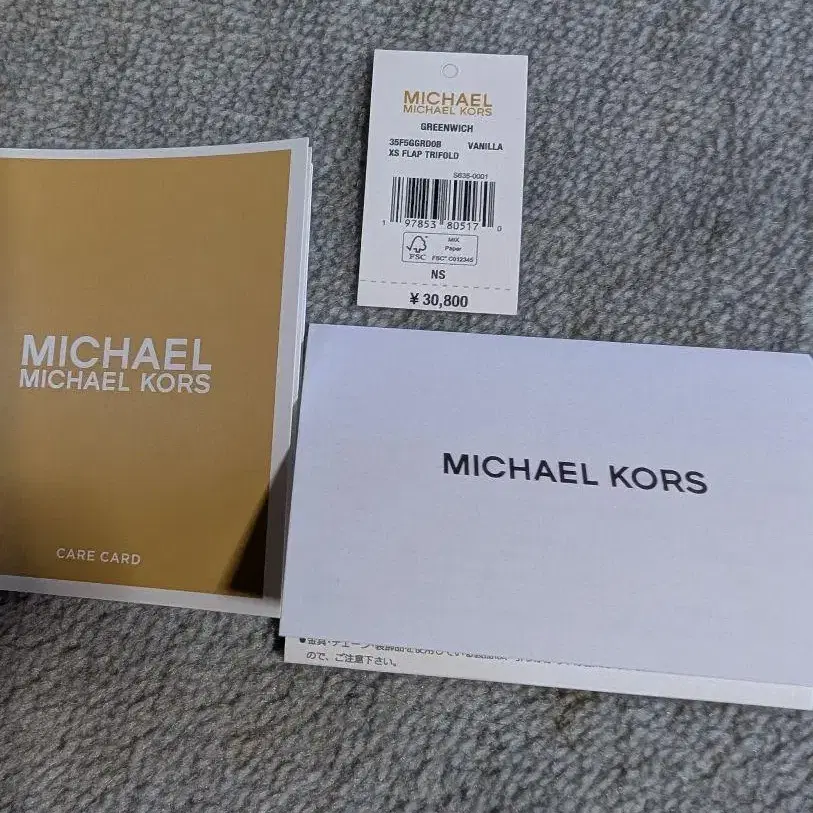 MICHAEL
MICHAEL KORS
GREENWICH
35F5GGRD0B VANILLA
XS FLAP TRIFOLD
S635-0001
1 97853 80517 0
FSC
MIX
Paper
FSC® C012345
NS
¥ 30,800
MICHAEL
MICHAEL KORS
CARE CARD
MICHAEL KORS
ので、ご注意下さい。